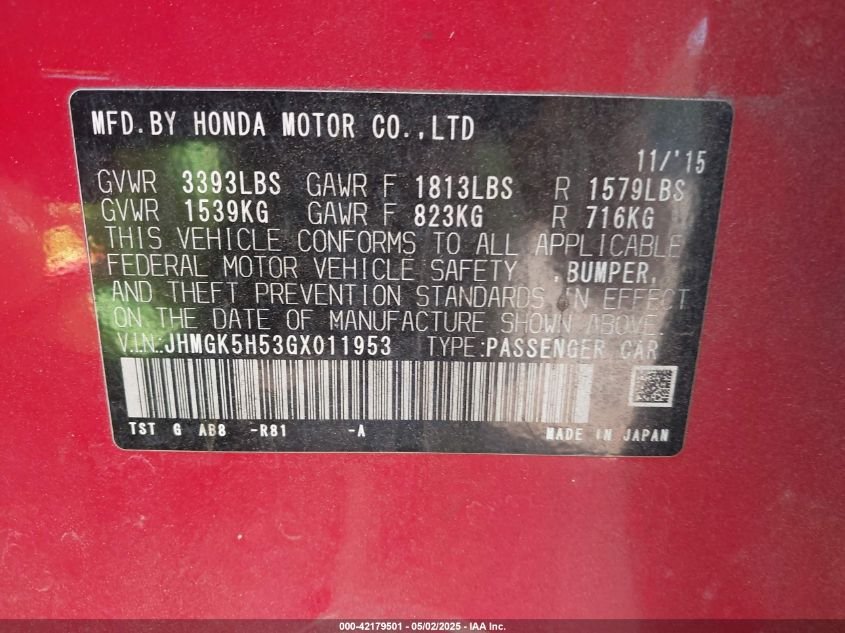 MFD.BY HONDA MOTOR CO.,LTD
11/'15
GVWR 3393LBS GAWR F 1813LBS R 1579LBS
GVWR 1539KG GAWR F 823KG R 716KG
THIS VEHICLE CONFORMS TO ALL APPLICABLE
FEDERAL MOTOR VEHICLE SAFETY ,BUMPER,
AND THEFT PREVENTION STANDARDS IN EFFECT
ON THE DATE OF MANUFACTURE SHOWN ABOVE.
V.I.N.:JHMGK5H53GX011953 TYPE:PASSENGER CAR
TST G AB8 -R81 -A MADE IN JAPAN
000-42179501 - 05/02/2025 - IAA Inc.